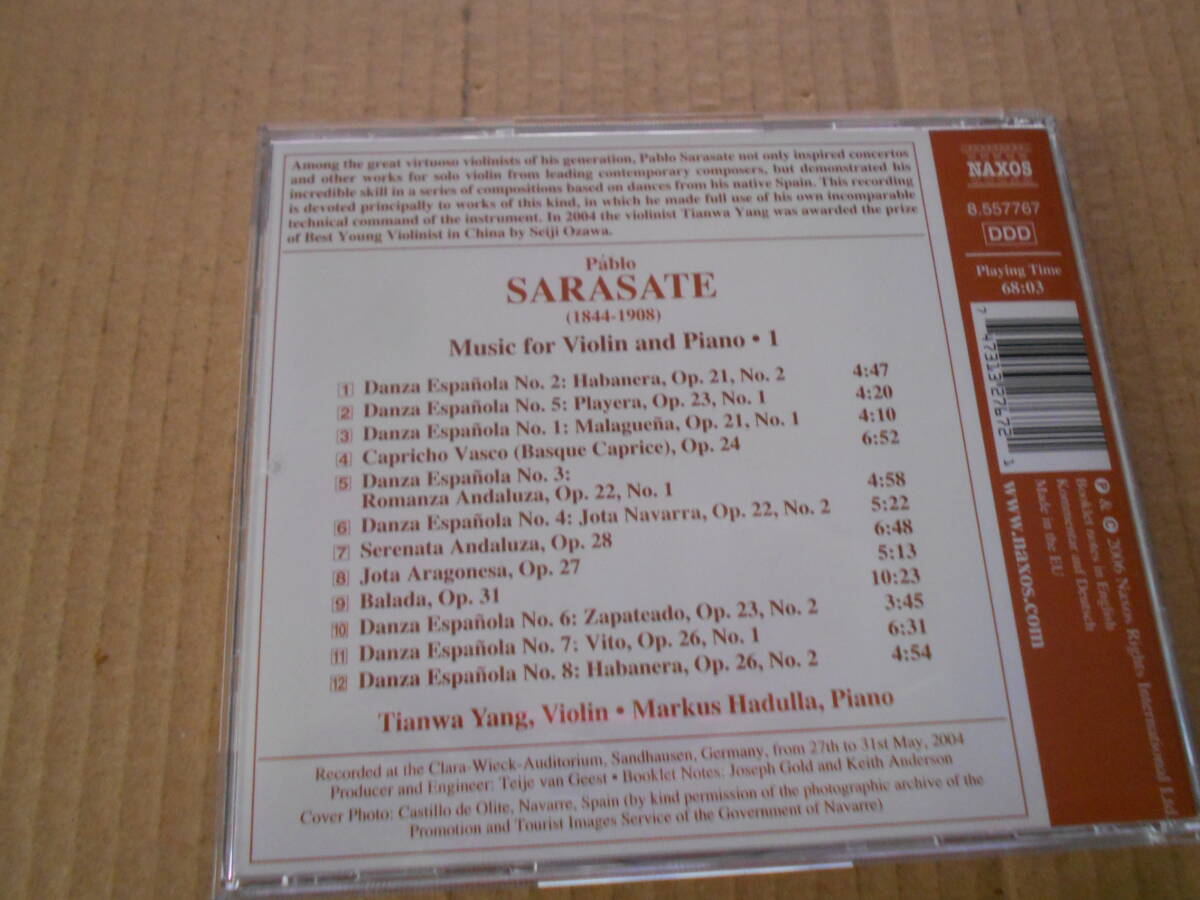 Among the great virtuoso violinists of his generation, Pablo Sarasate not only inspired concertos
and other works for solo violin from leading contemporary composers, but demonstrated his
incredible skill in a series of compositions based on dances from his native Spain. This recording
is devoted principally to works of this kind, in which he made full use of his own incomparable
technical command of the instrument. In 2004 the violinist Tianwa Yang was awarded the prize
of Best Young Violinist in China by Seiji Ozawa.
Páblo
SARASATE
(1844-1908)
Music for Violin and Piano • 1
1 Danza Española No. 2: Habanera, Op. 21, No. 2 4:47
2 Danza Española No. 5: Playera, Op. 23, No. 1 4:20
3 Danza Española No. 1: Malagueña, Op. 21, No. 1 4:10
4 Capricho Vasco (Basque Caprice), Op. 24 6:52
5 Danza Española No. 3:
Romanza Andaluza, Op. 22, No. 1 4:58
6 Danza Española No. 4: Jota Navarra, Op. 22, No. 2 5:22
7 Serenata Andaluza, Op. 28 6:48
8 Jota Aragonesa, Op. 27 5:13
9 Balada, Op. 31 10:23
10 Danza Española No. 6: Zapateado, Op. 23, No. 2 3:45
11 Danza Española No. 7: Vito, Op. 26, No. 1 6:31
12 Danza Española No. 8: Habanera, Op. 26, No. 2 4:54
Tianwa Yang, Violin • Markus Hadulla, Piano
Recorded at the Clara-Wieck-Auditorium, Sandhausen, Germany, from 27th to 31st May, 2004
Producer and Engineer: Teije van Geest • Booklet Notes: Joseph Gold and Keith Anderson
Cover Photo: Castillo de Olite, Navarre, Spain (by kind permission of the photographic archive of the
Promotion and Tourist Images Service of the Government of Navarre)
NAXOS
8.557767
DDD
Playing Time
68:03
7 47313 27672 1
℗ & © 2006 Naxos Rights International Ltd.
Booklet notes in English
Kommentar auf Deutsch
Made in the EU
www.naxos.com